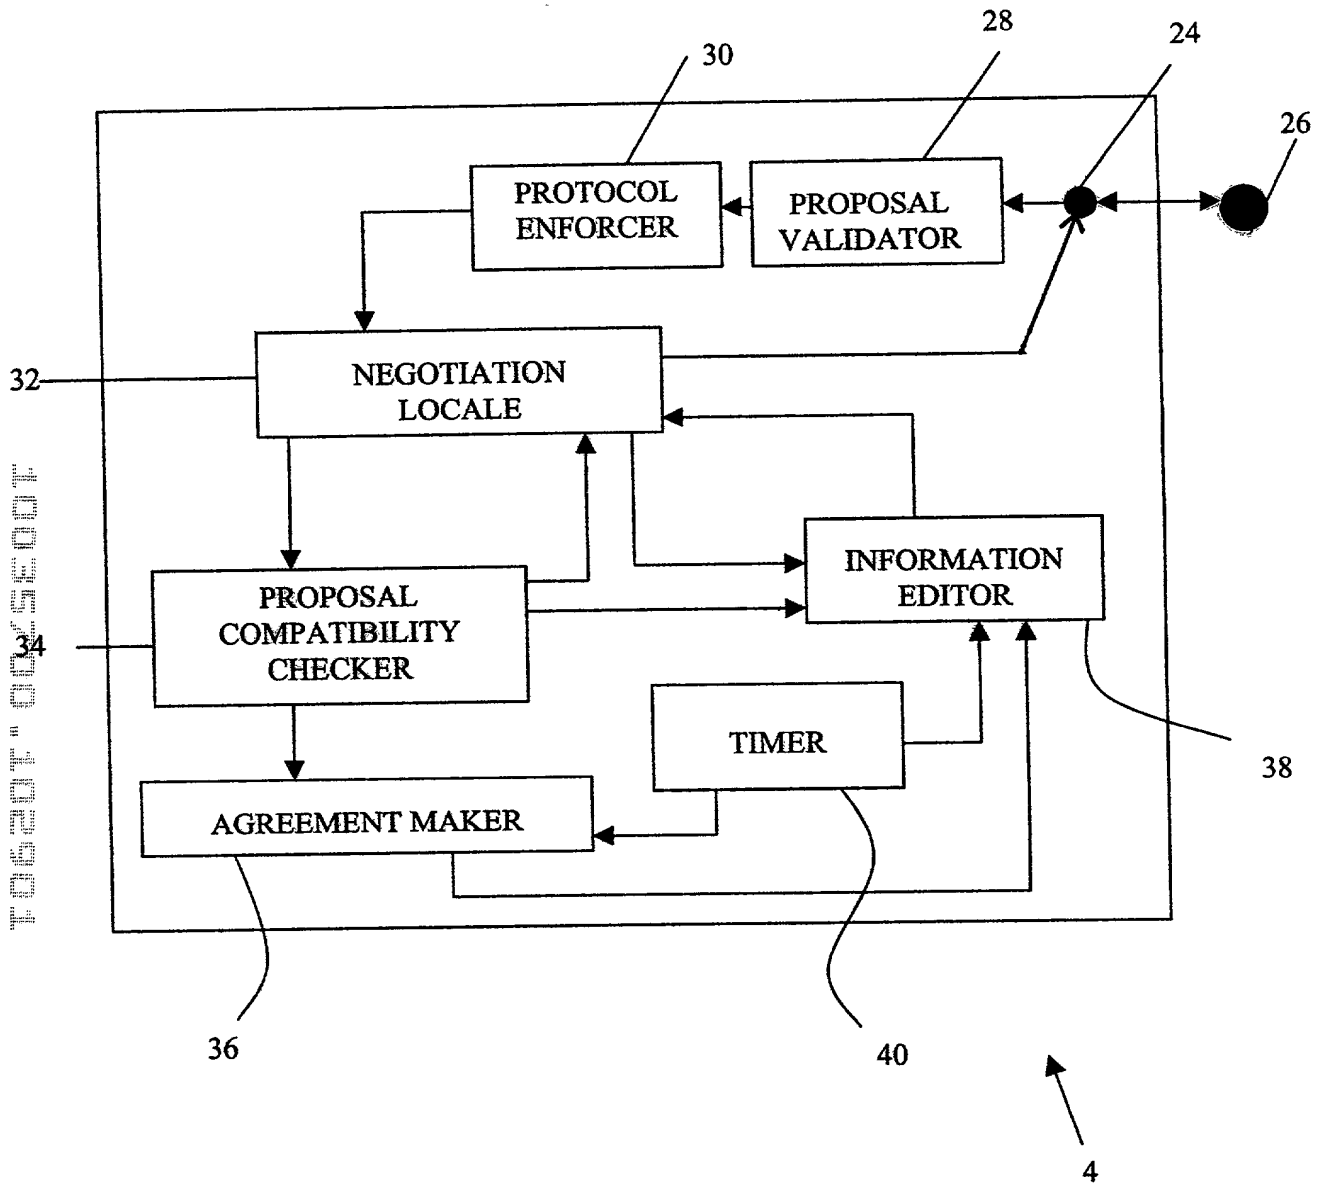 28
24
30
26
PROTOCOL
ENFORCER
PROPOSAL
VALIDATOR
32
NEGOTIATION
LOCALE
INFORMATION
EDITOR
PROPOSAL
COMPATIBILITY
CHECKER
34
TIMER
38
AGREEMENT MAKER
36
40
4